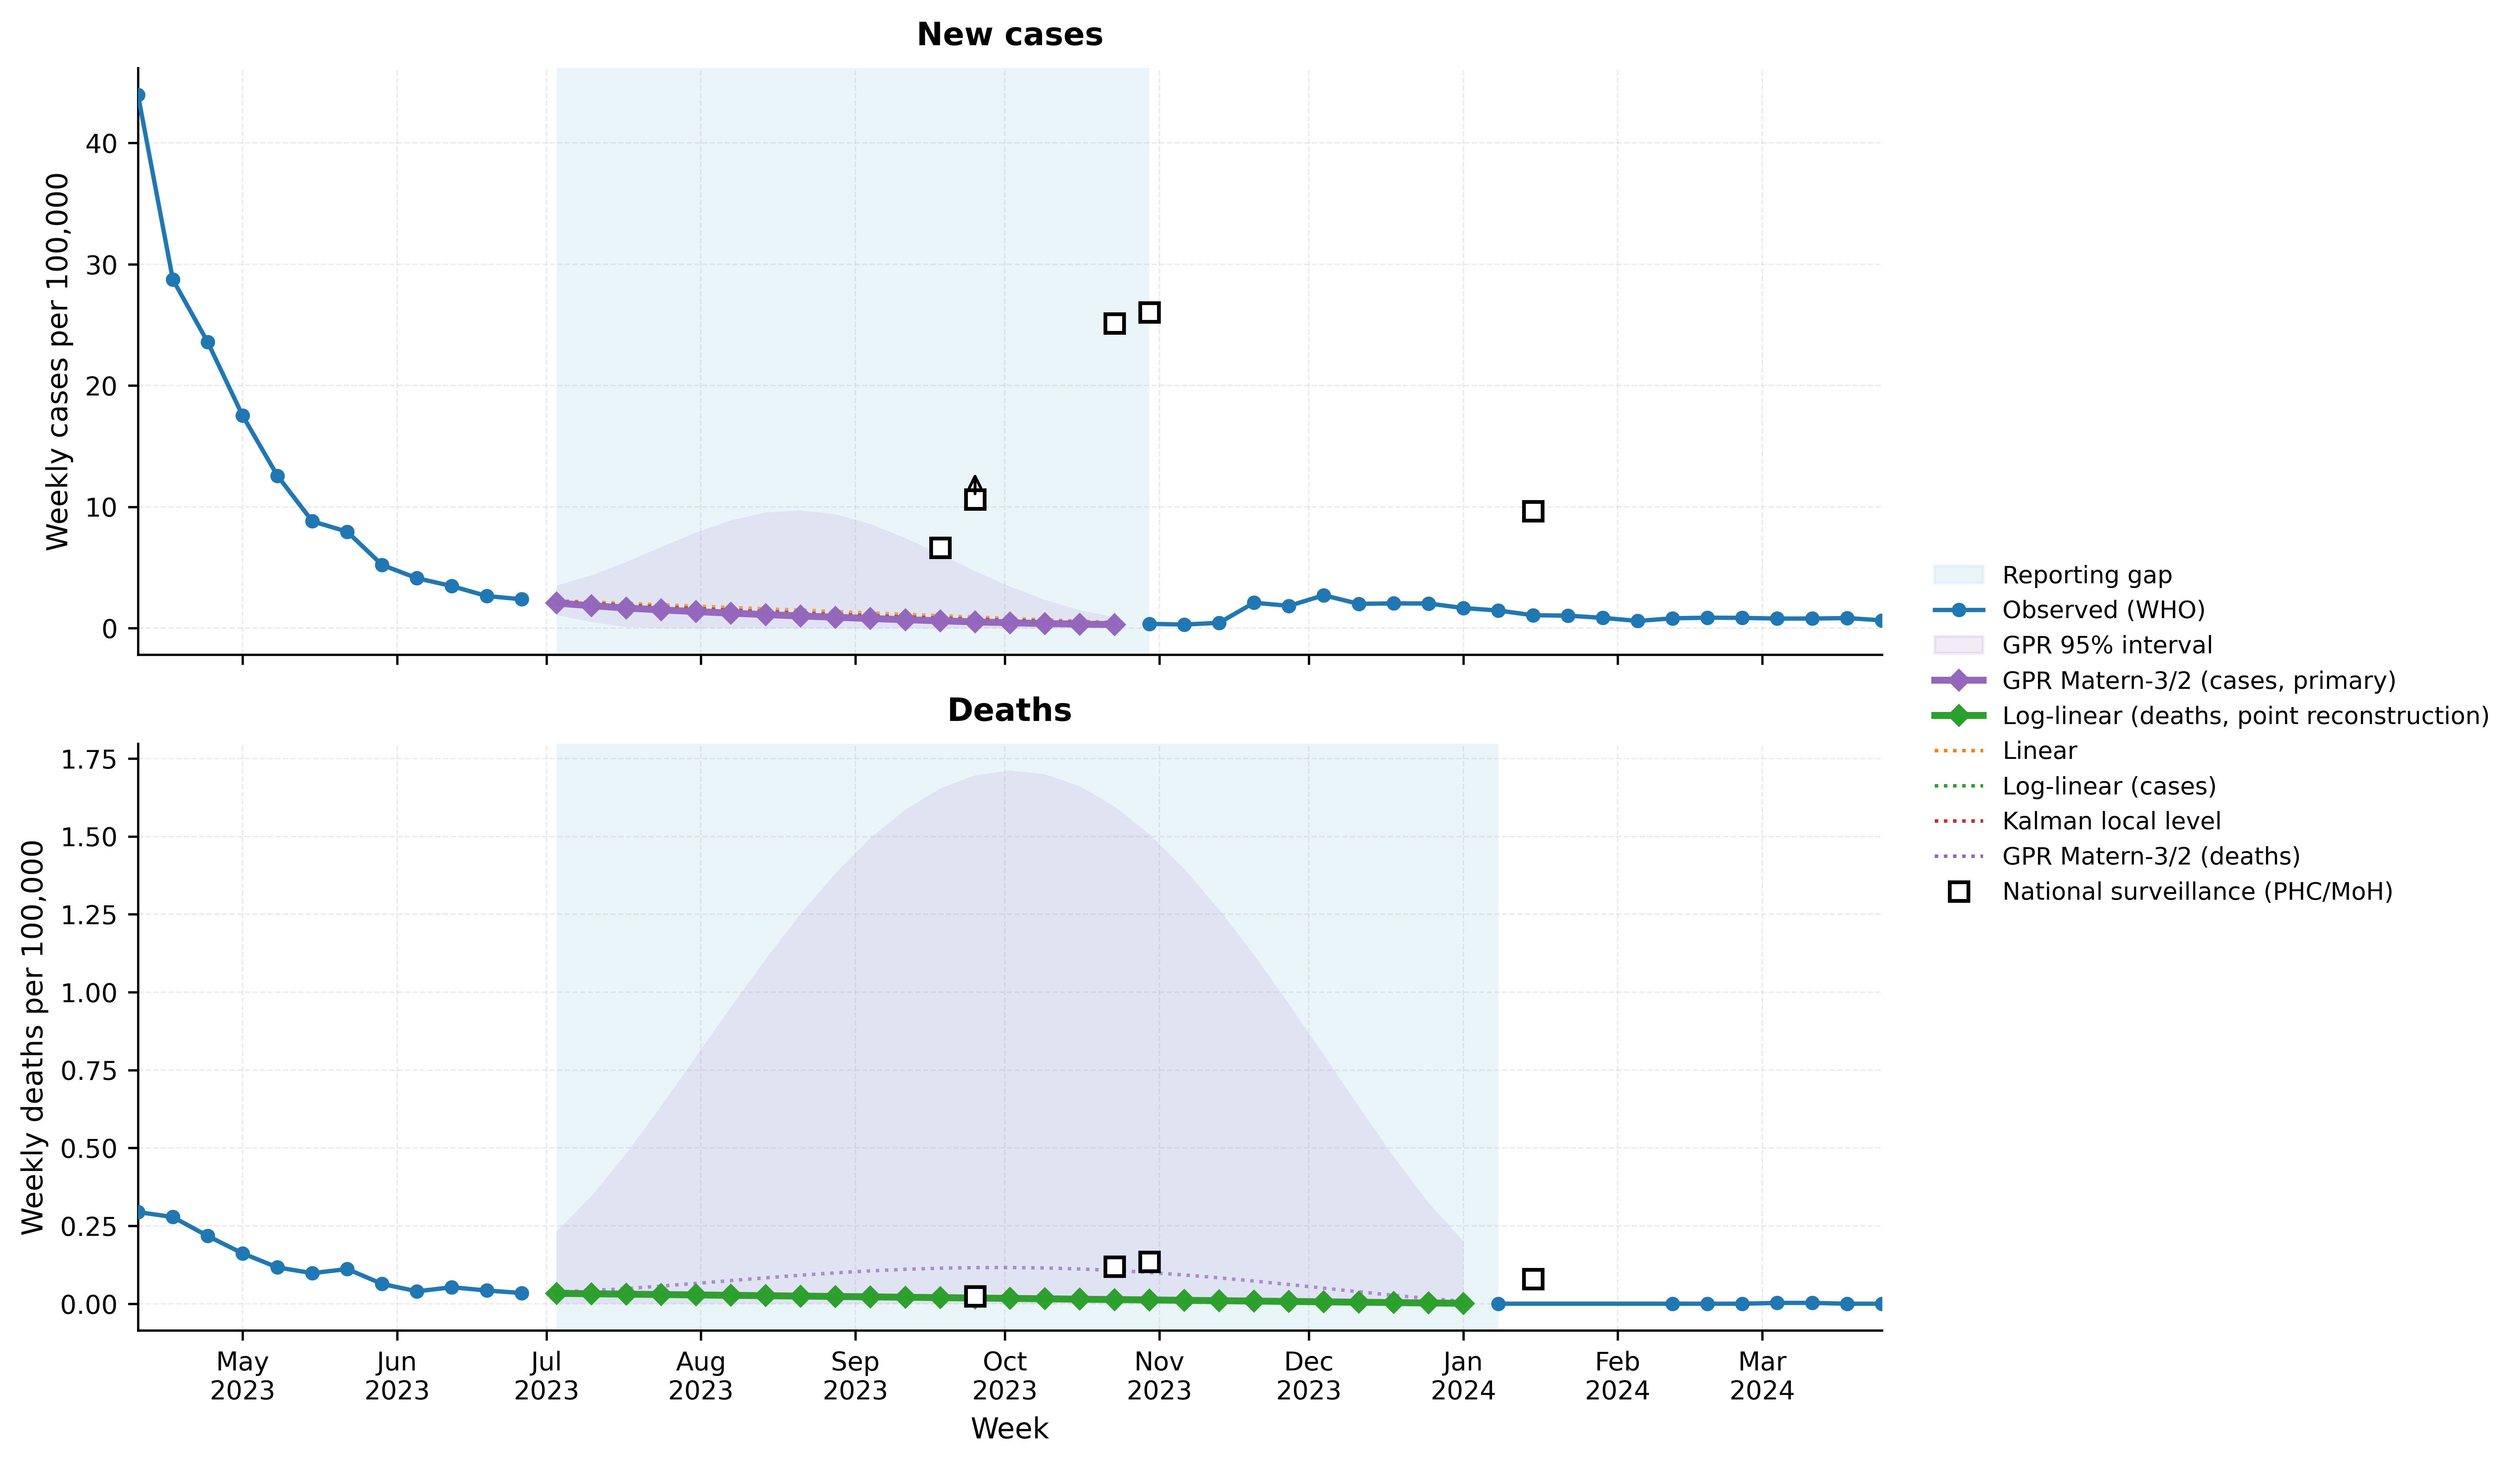 New cases
Weekly cases per 100,000
40
30
20
10
0
Deaths
Weekly deaths per 100,000
1.75
1.50
1.25
1.00
0.75
0.50
0.25
0.00
May
2023
Jun
2023
Jul
2023
Aug
2023
Sep
2023
Oct
2023
Nov
2023
Dec
2023
Jan
2024
Feb
2024
Mar
2024
Week
Reporting gap
Observed (WHO)
GPR 95% interval
GPR Matern-3/2 (cases, primary)
Log-linear (deaths, point reconstruction)
Linear
Log-linear (cases)
Kalman local level
GPR Matern-3/2 (deaths)
National surveillance (PHC/MoH)